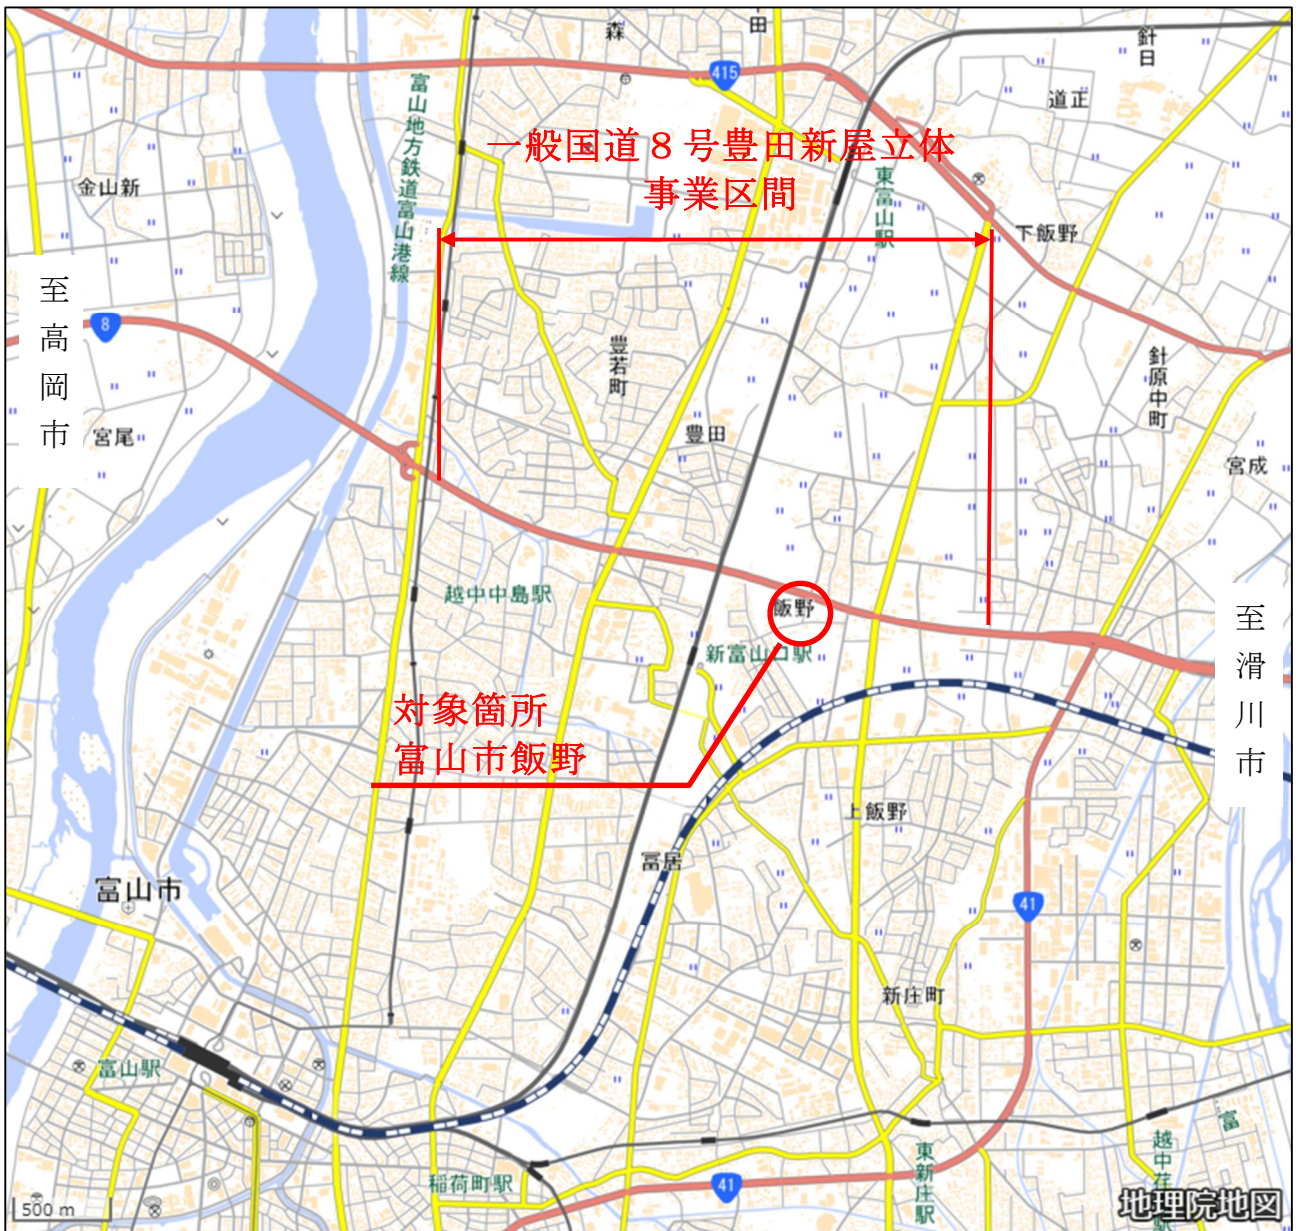 森
田
針日
415
道正
富山地方鉄道富山港線
一般国道８号豊田新屋立体
事業区間
金山新
東富山駅
下飯野
至高岡市
8
豊若町
針原中町
宮尾
豊田
宮成
越中中島駅
飯野
至滑川市
新富山口駅
対象箇所
富山市飯野
上飯野
冨居
富山市
41
新庄町
富山駅
富
稲荷町駅
41
東新庄駅
越中荏
500 m
地理院地図